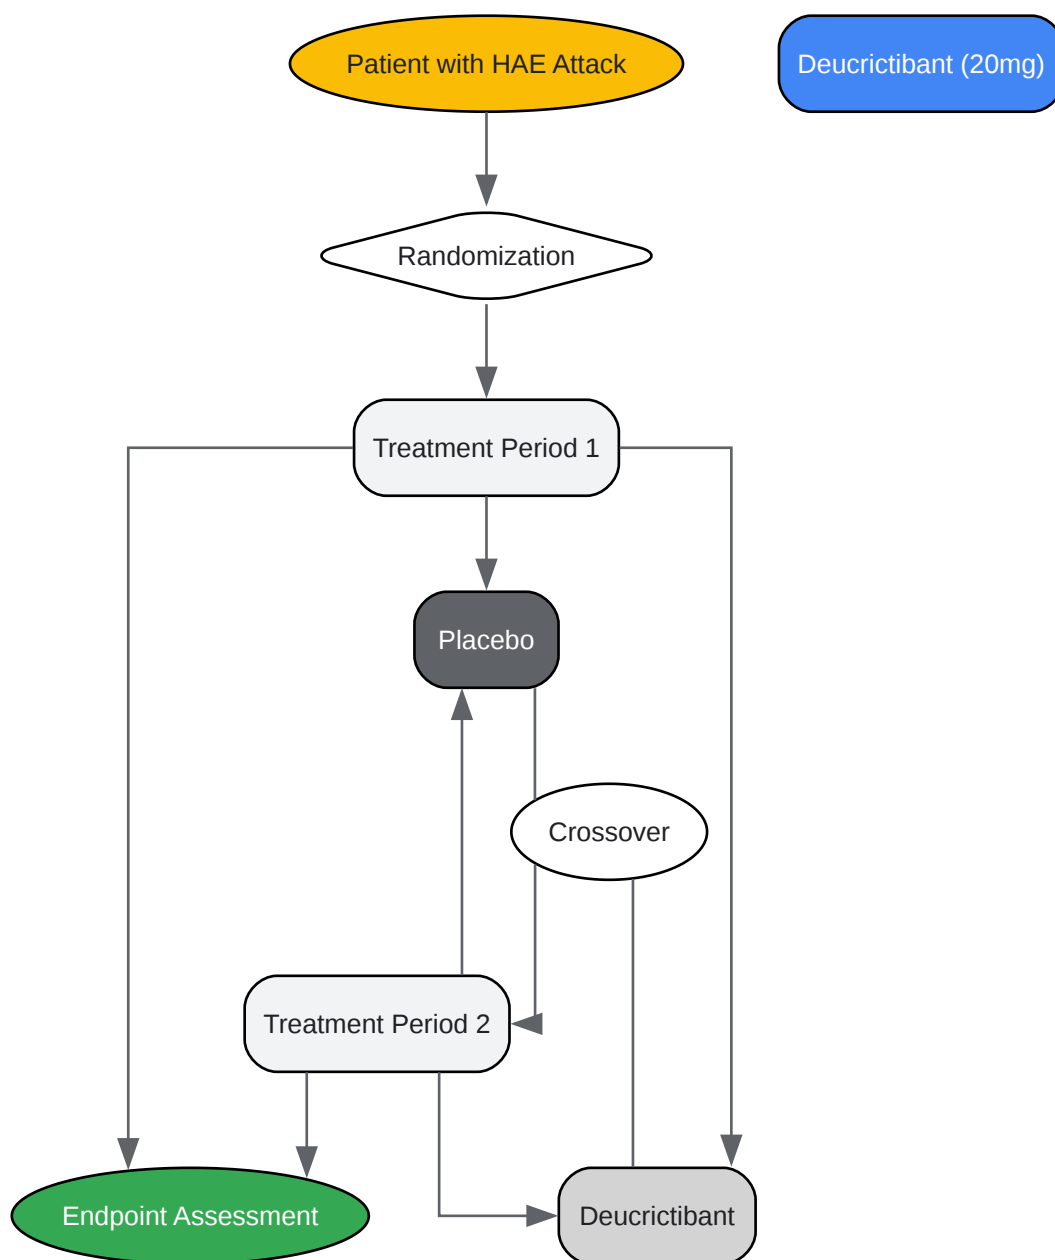 Patient with HAE Attack
Deucrictibant (20mg)
Randomization
Treatment Period 1
Placebo
Crossover
Treatment Period 2
Endpoint Assessment
Deucrictibant